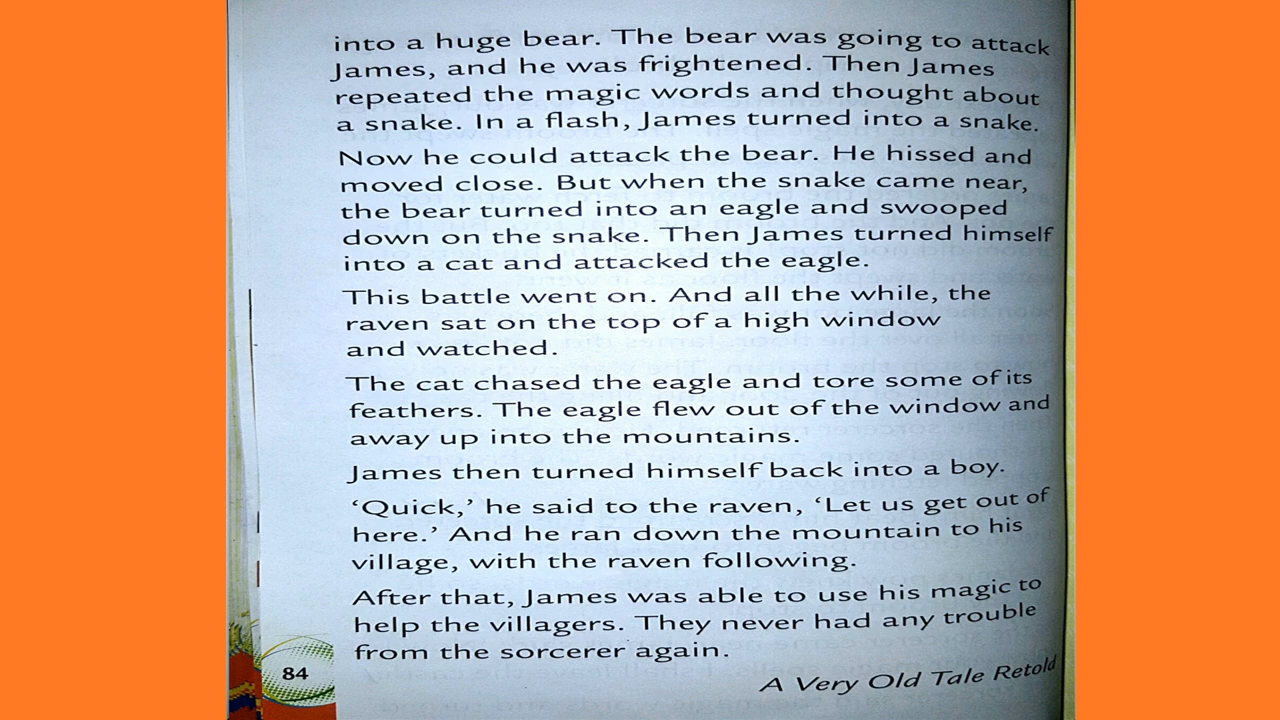 into a huge bear. The bear was going to attack
James, and he was frightened. Then James
repeated the magic words and thought about
a snake. In a flash, James turned into a snake.
Now he could attack the bear. He hissed and
moved close. But when the snake came near,
the bear turned into an eagle and swooped
down on the snake. Then James turned himself
into a cat and attacked the eagle.
This battle went on. And all the while, the
raven sat on the top of a high window
and watched.
The cat chased the eagle and tore some of its
feathers. The eagle flew out of the window and
away up into the mountains.
James then turned himself back into a boy.
‘Quick,’ he said to the raven, ‘Let us get out of
here.’ And he ran down the mountain to his
village, with the raven following.
After that, James was able to use his magic to
help the villagers. They never had any trouble
from the sorcerer again.
84
A Very Old Tale Retold